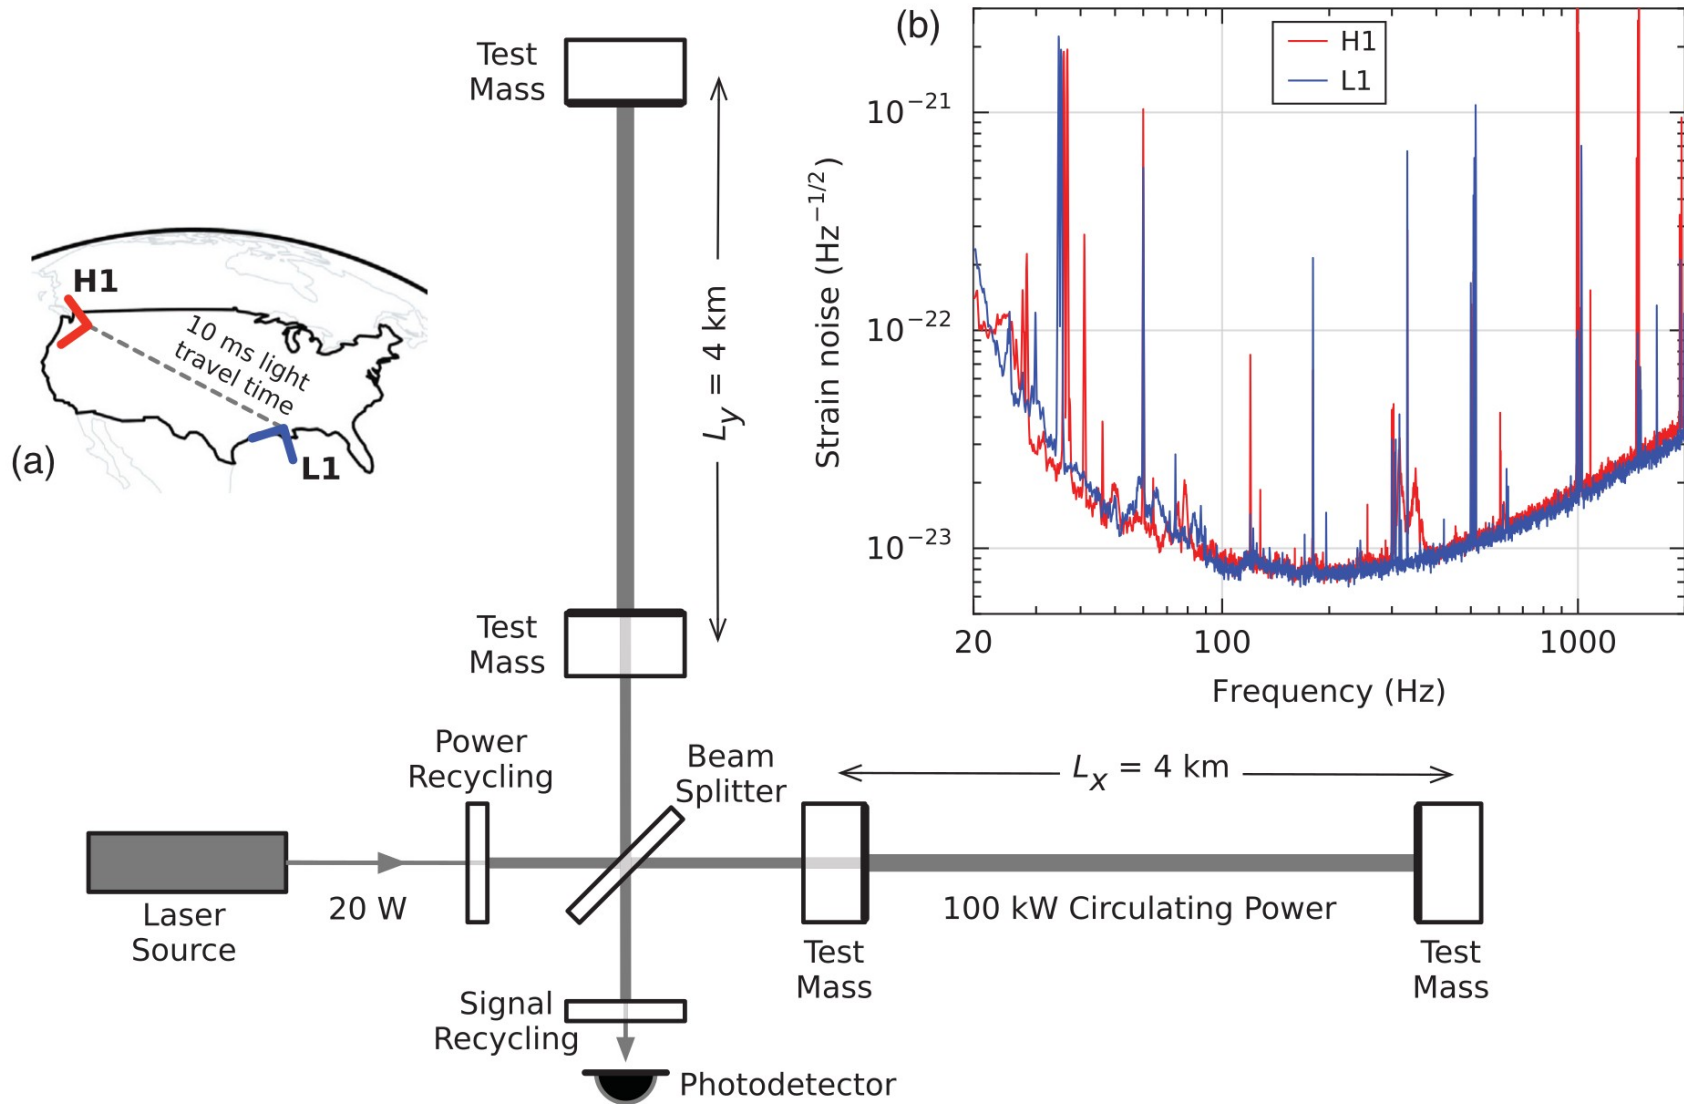 (a)
H1
10 ms light
travel time
L1
Test
Mass
L_y = 4 km
Test
Mass
(b)
H1
L1
Strain noise (Hz^{-1/2})
10^{-21}
10^{-22}
10^{-23}
20
100
1000
Frequency (Hz)
Power
Recycling
Beam
Splitter
L_x = 4 km
Laser
Source
20 W
100 kW Circulating Power
Test
Mass
Test
Mass
Signal
Recycling
Photodetector